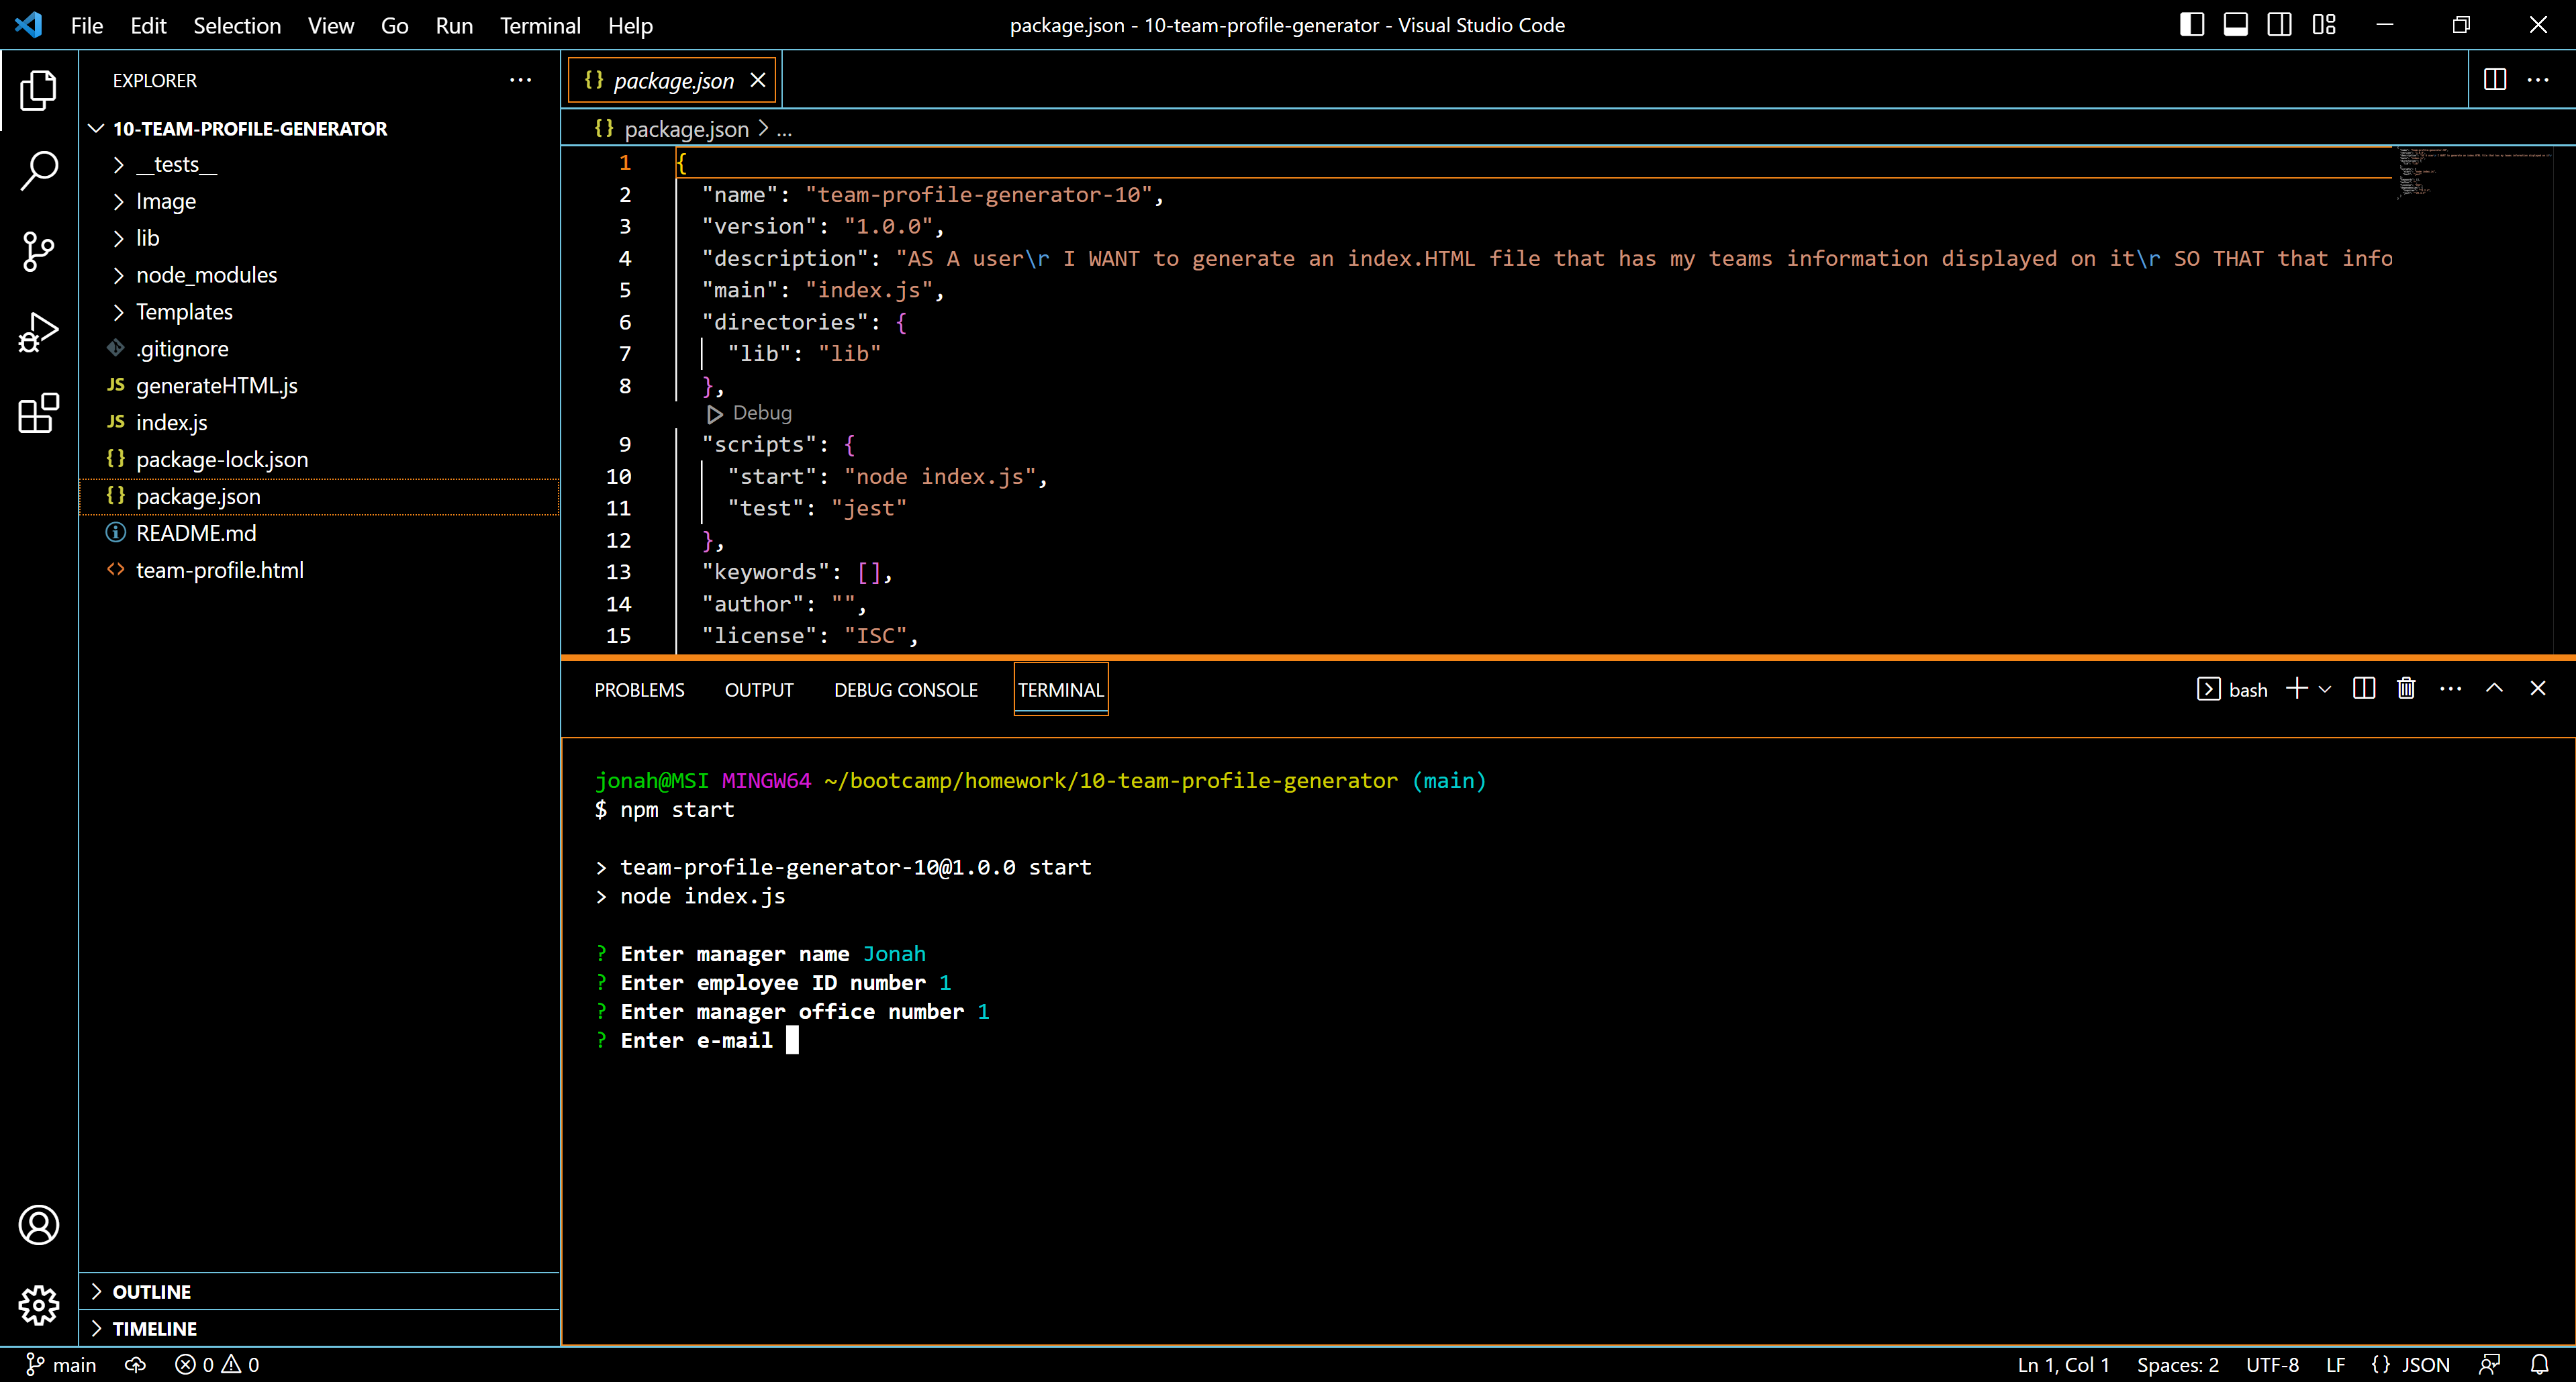 File Edit Selection View Go Run Terminal Help package.json - 10-team-profile-generator - Visual Studio Code
EXPLORER
10-TEAM-PROFILE-GENERATOR
__tests__
Image
lib
node_modules
Templates
.gitignore
JS generateHTML.js
JS index.js
{} package-lock.json
{} package.json
README.md
<> team-profile.html
OUTLINE
TIMELINE
{} package.json
{} package.json > ...
1 {
2 "name": "team-profile-generator-10",
3 "version": "1.0.0",
4 "description": "AS A user\r I WANT to generate an index.HTML file that has my teams information displayed on it\r SO THAT that info
5 "main": "index.js",
6 "directories": {
7 "lib": "lib"
8 },
Debug
9 "scripts": {
10 "start": "node index.js",
11 "test": "jest"
12 },
13 "keywords": [],
14 "author": "",
15 "license": "ISC",
PROBLEMS OUTPUT DEBUG CONSOLE TERMINAL bash
jonah@MSI MINGW64 ~/bootcamp/homework/10-team-profile-generator (main)
$ npm start
> team-profile-generator-10@1.0.0 start
> node index.js
? Enter manager name Jonah
? Enter employee ID number 1
? Enter manager office number 1
? Enter e-mail
main 0 0 Ln 1, Col 1 Spaces: 2 UTF-8 LF {} JSON